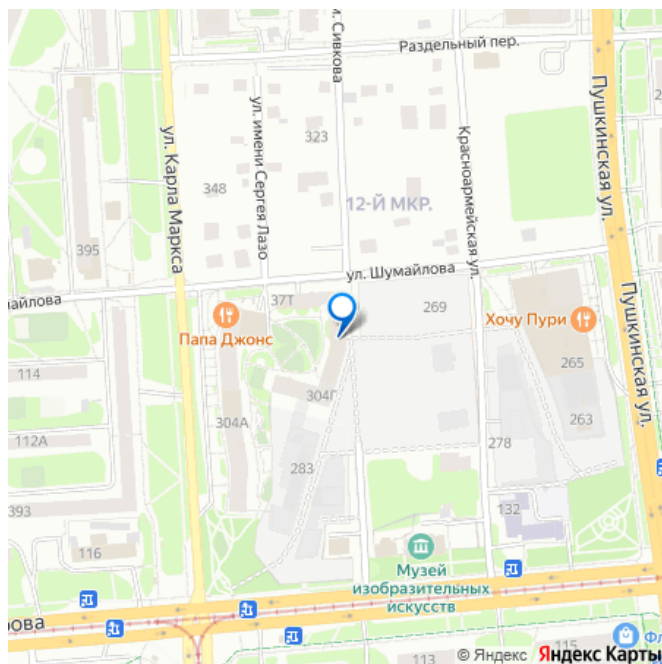 м. Сивкова
Раздельный пер.
Пушкинская ул.
ул. Карла Маркса
ул. имени Сергея Лазо
323
Красноармейская ул.
348
12-Й МКР.
395
ул. Шумайлова
майлова
37Т
269
Папа Джонс
Хочу Пури
Пушкинская ул.
114
265
304Г
304А
263
112А
283
278
393
132
116
Музей
изобразительных
искусств
рова
113
115
Фл
© Яндекс Яндекс Карты